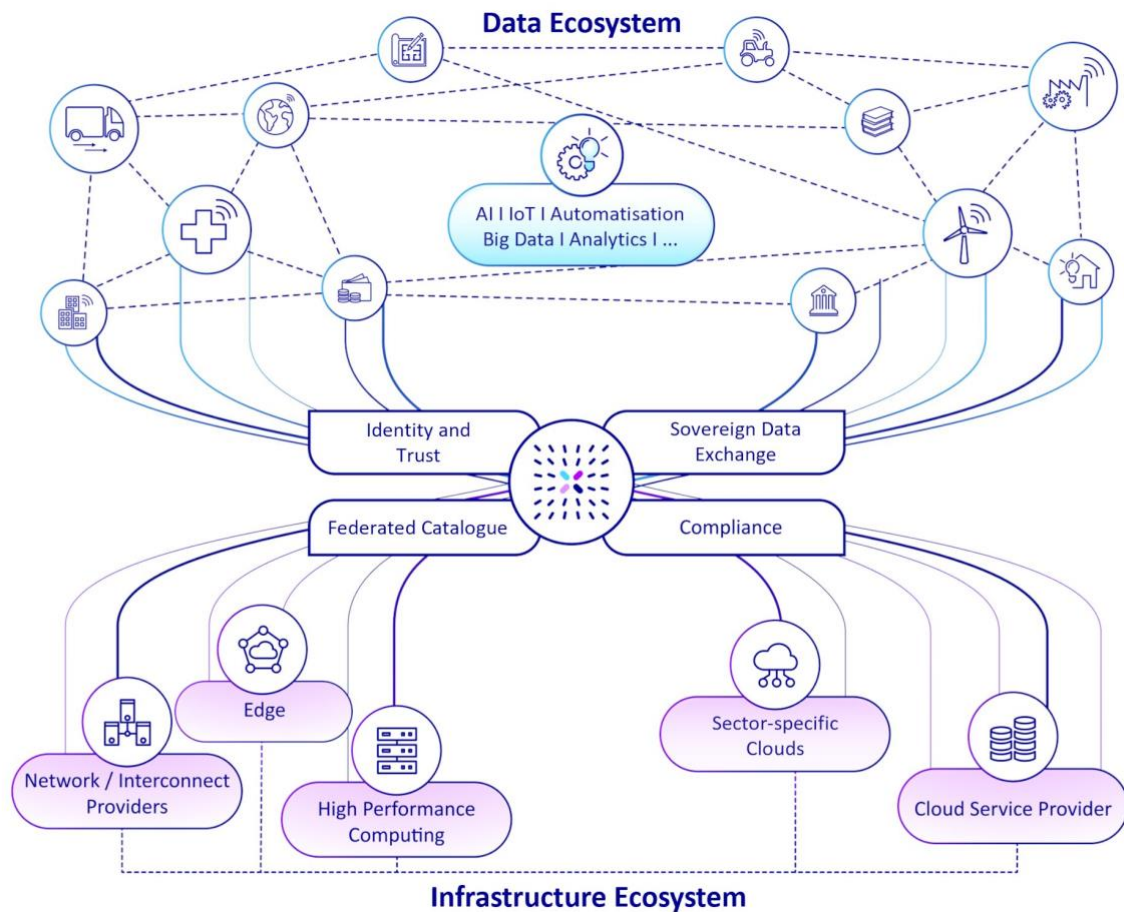 Data Ecosystem
AI I IoT I Automatisation
Big Data I Analytics I ...
Identity and
Trust
Sovereign Data
Exchange
Federated Catalogue
Compliance
Edge
Sector-specific
Clouds
Network / Interconnect
Providers
High Performance
Computing
Cloud Service Provider
Infrastructure Ecosystem